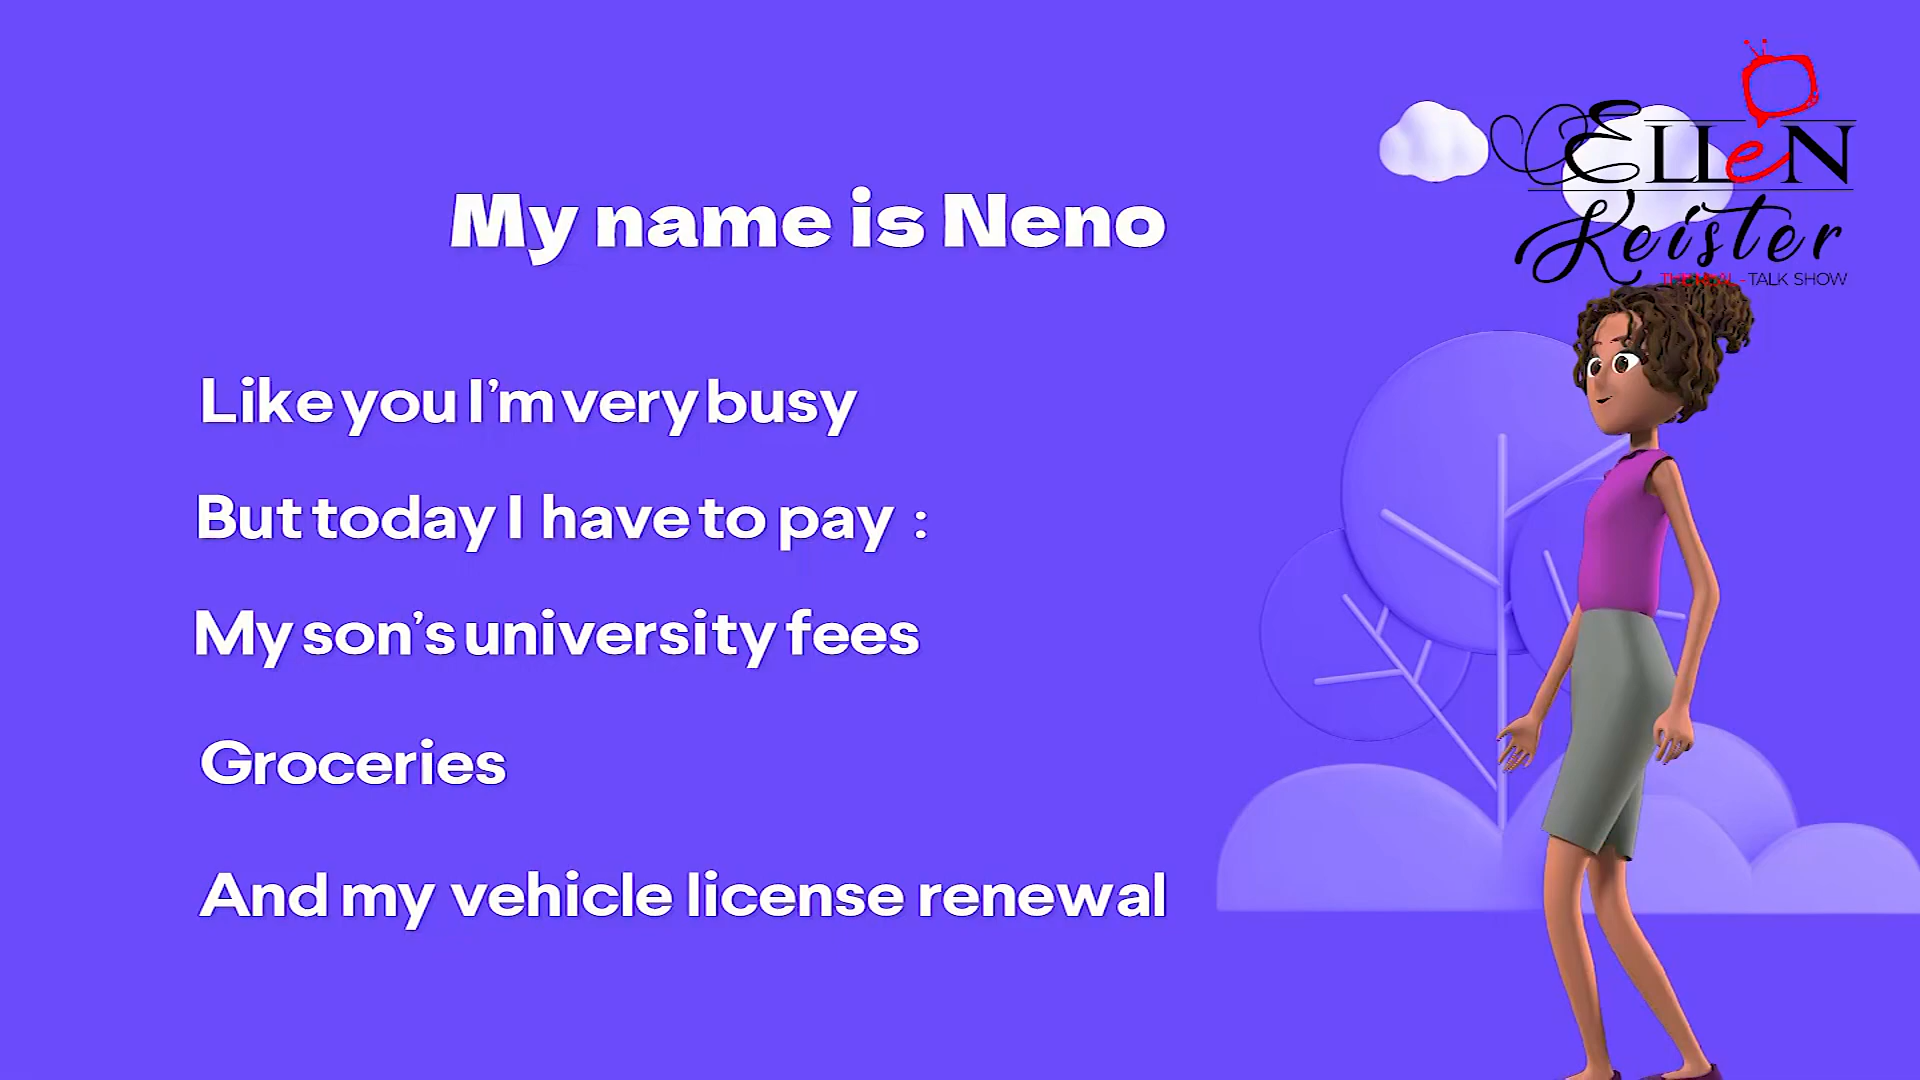 ELLeN
Keister
TALK SHOW
My name is Neno
Like you I’m very busy
But today I have to pay :
My son’s university fees
Groceries
And my vehicle license renewal